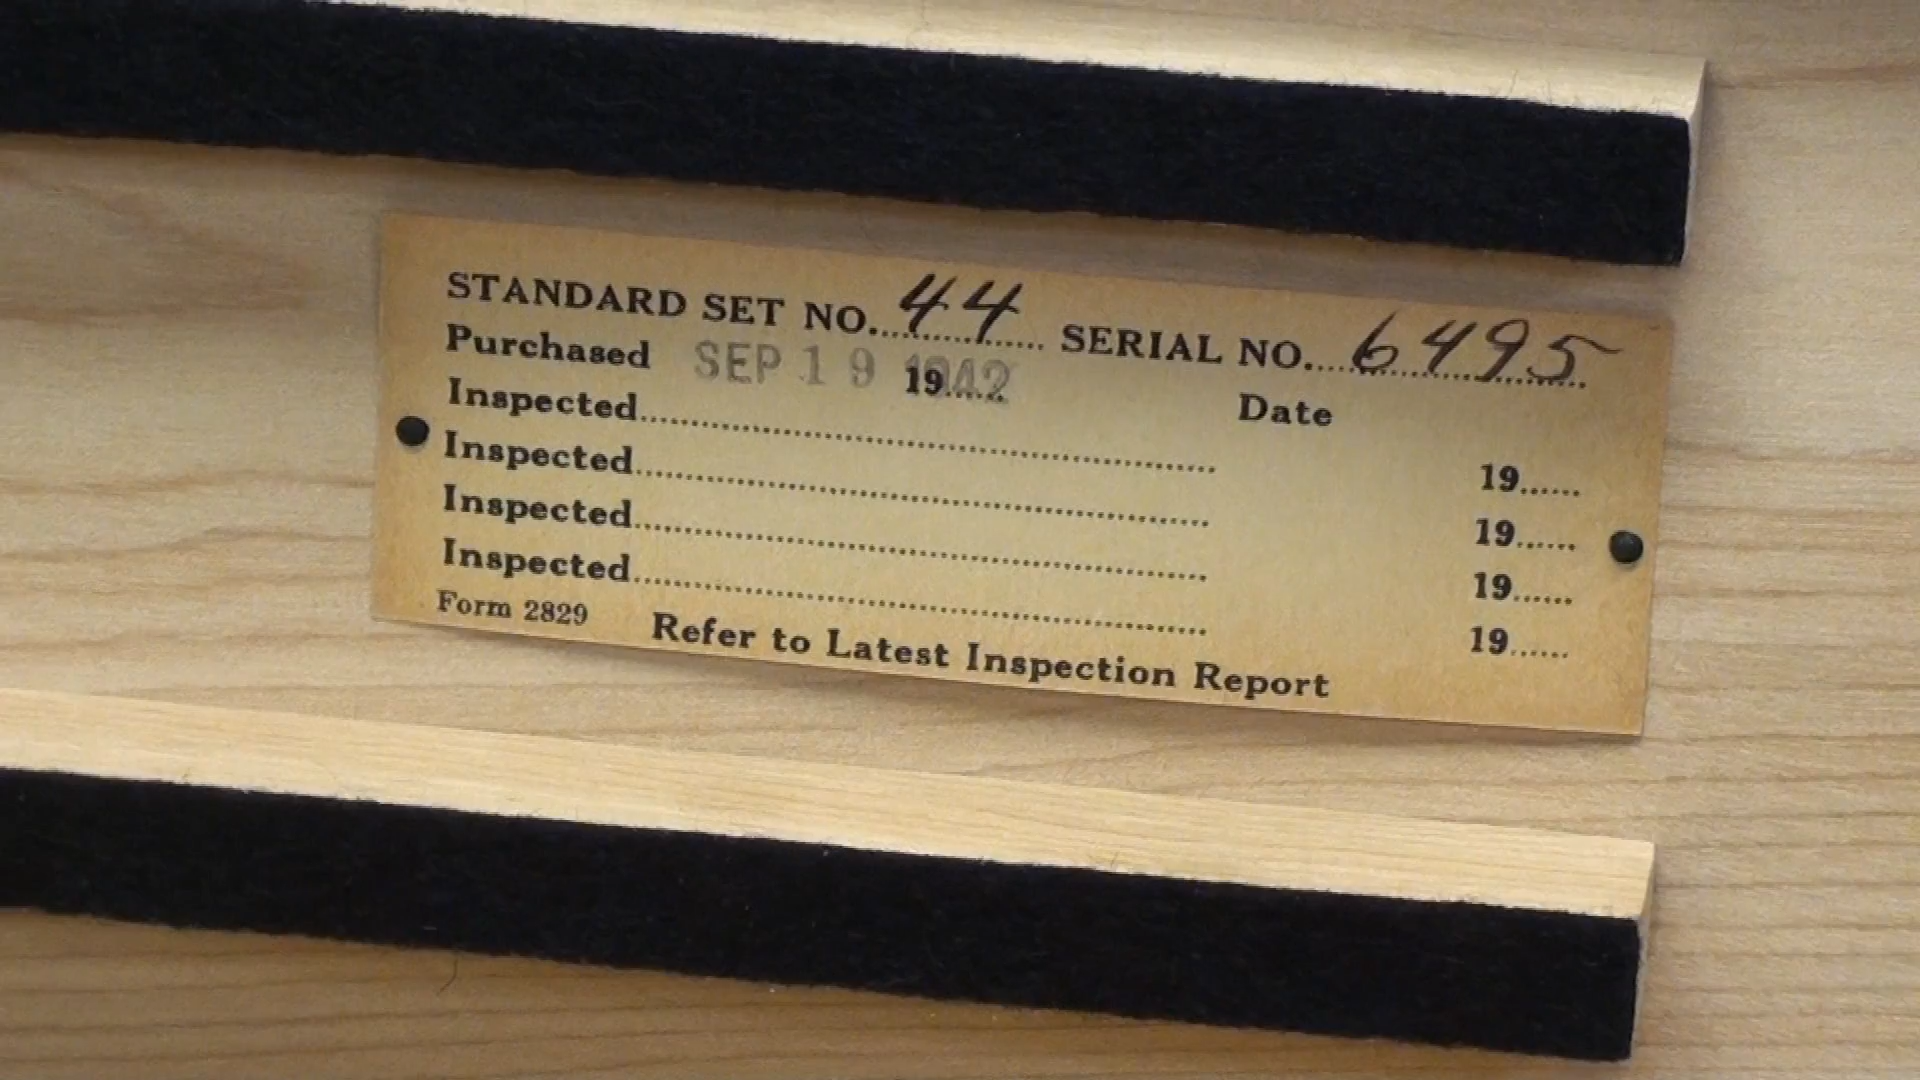 STANDARD SET NO. 44 SERIAL NO. 6495
Purchased SEP 19 1942 19......
Inspected.................... Date
Inspected.................... 19......
Inspected.................... 19......
Inspected.................... 19......
19......
Form 2829 Refer to Latest Inspection Report